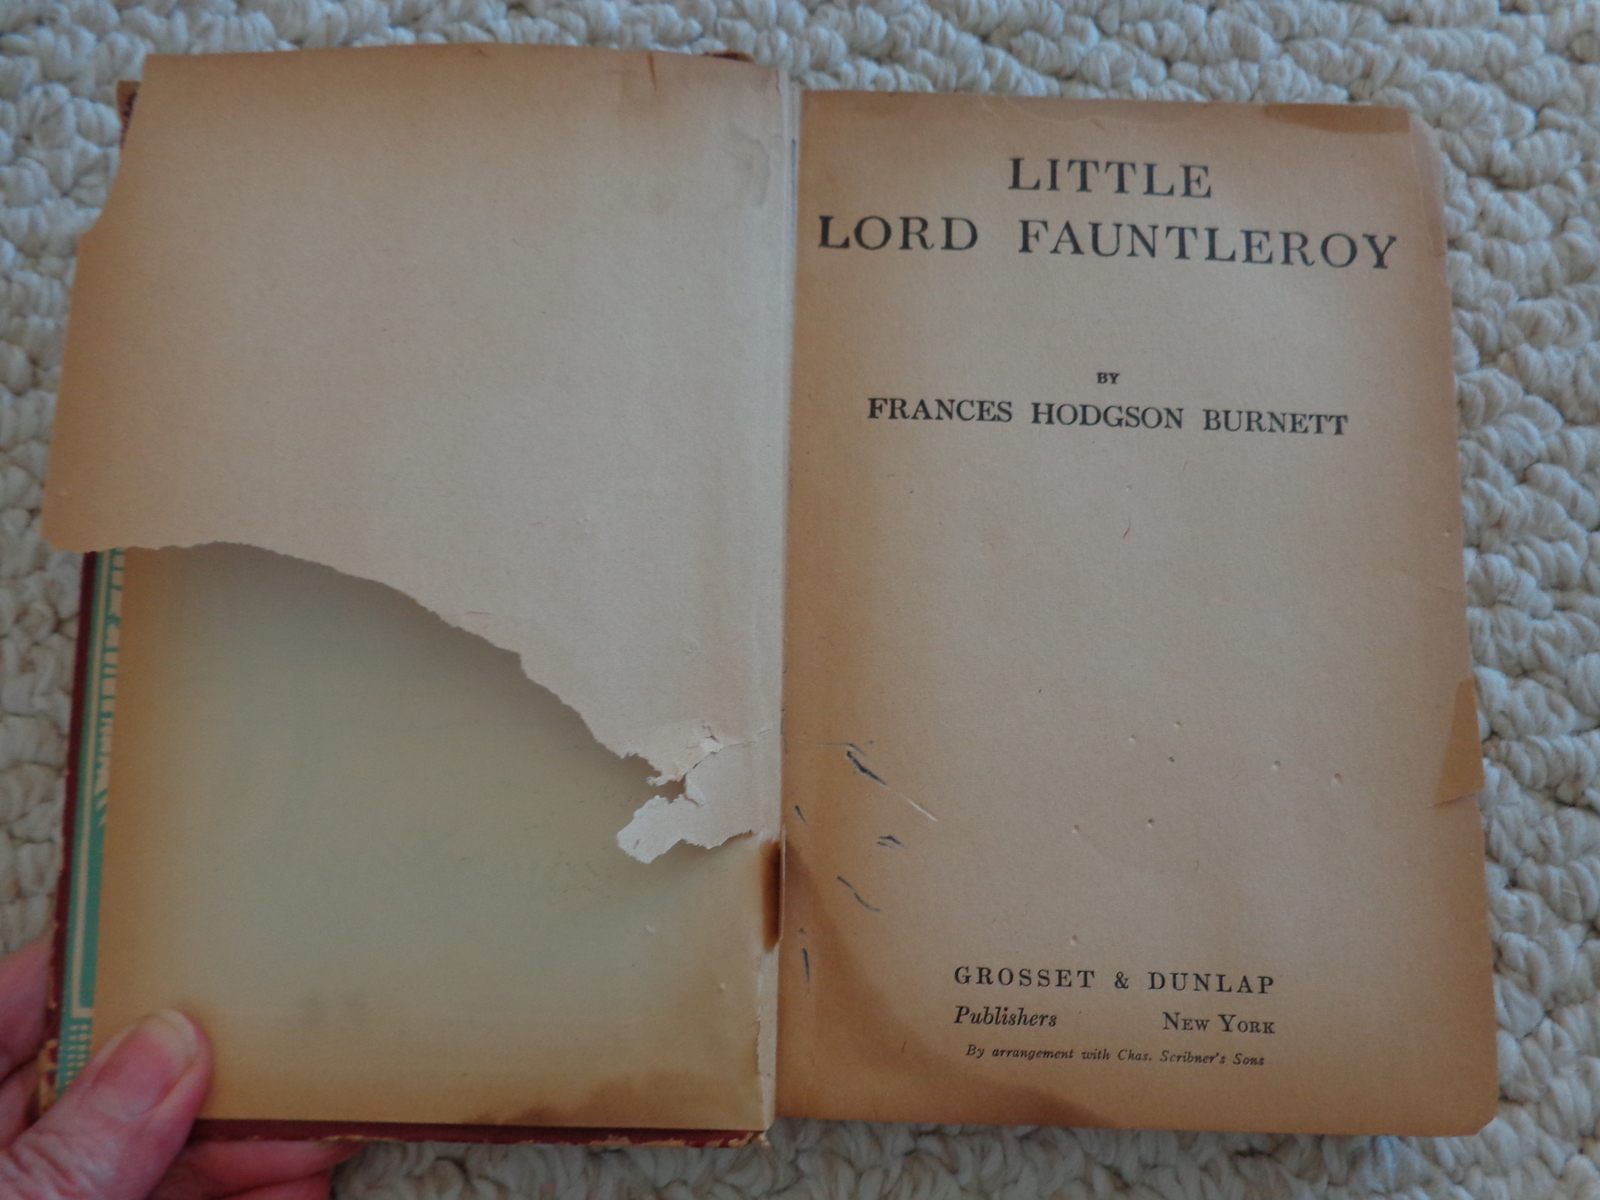 LITTLE
LORD FAUNTLEROY
BY
FRANCES HODGSON BURNETT
GROSSET & DUNLAP
Publishers New York
By arrangement with Chas. Scribner's Sons